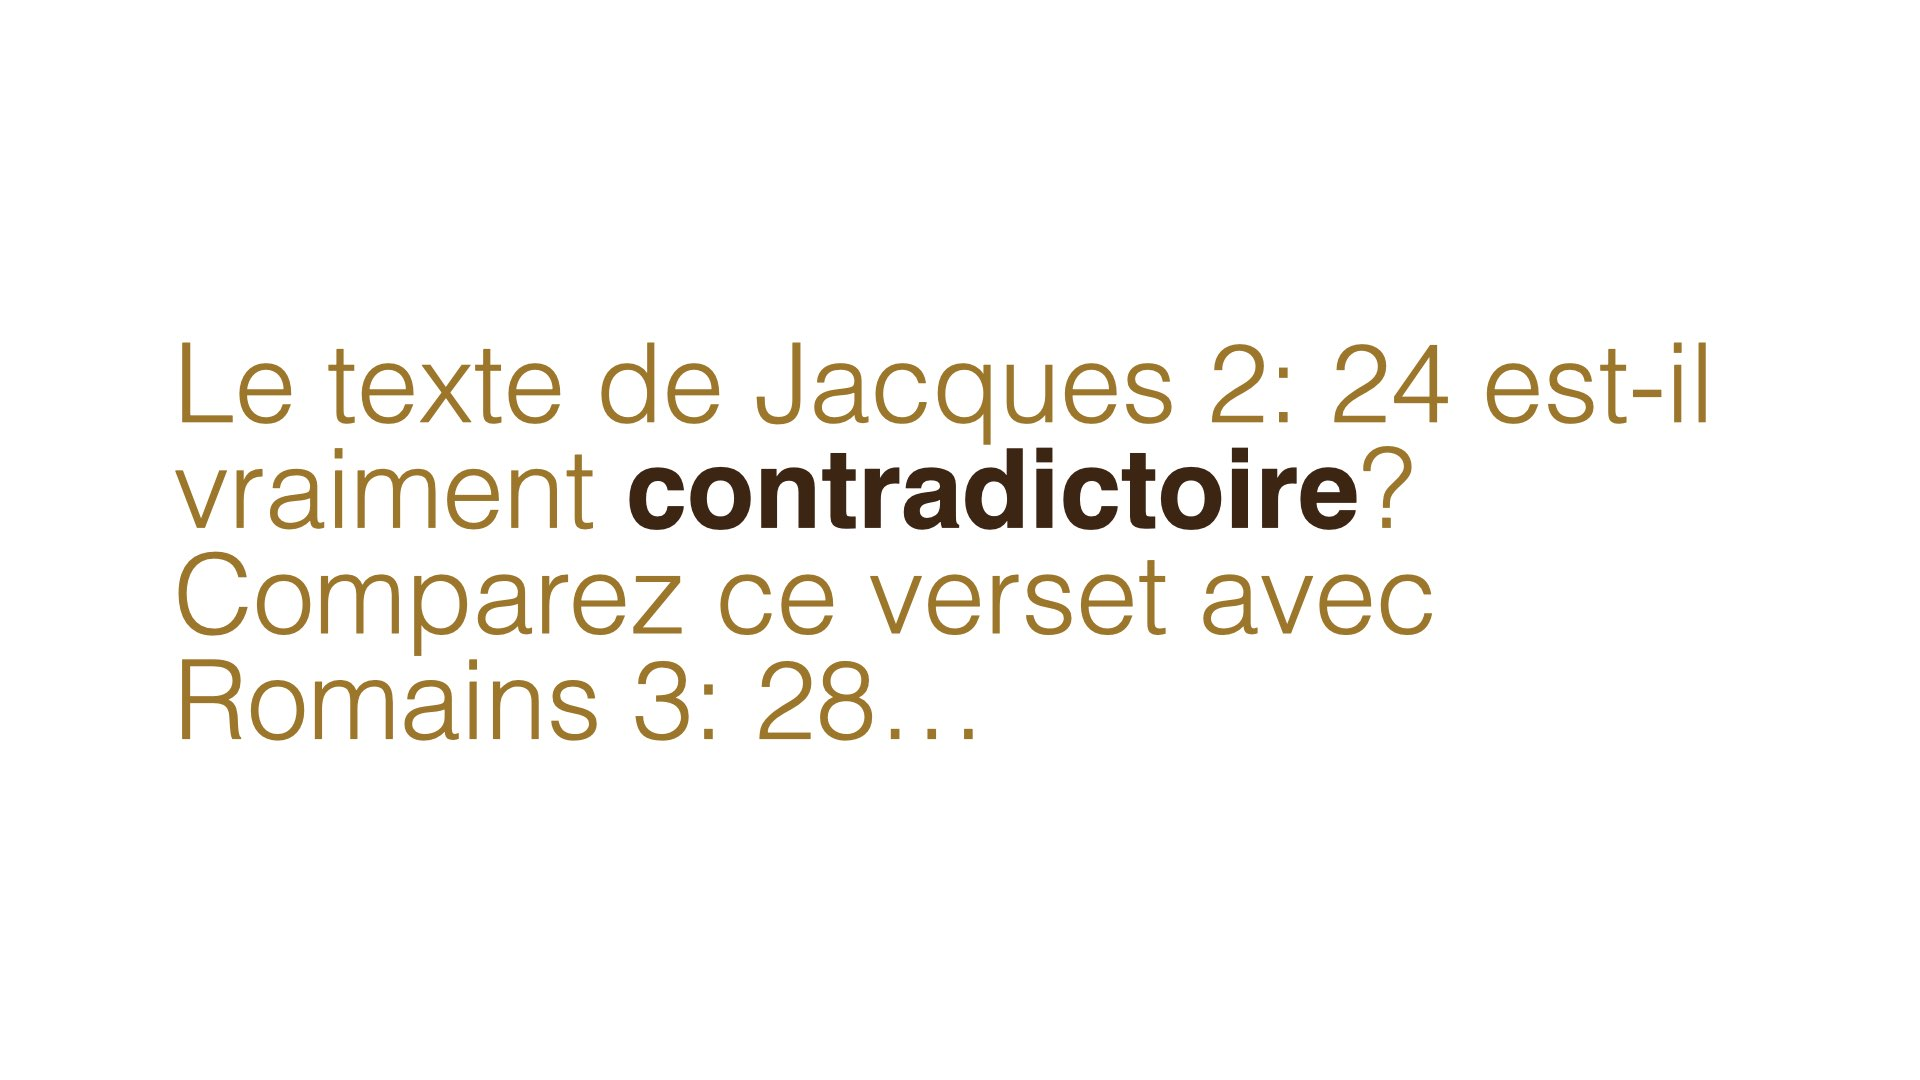 Le texte de Jacques 2: 24 est-il
vraiment contradictoire?
Comparez ce verset avec
Romains 3: 28…